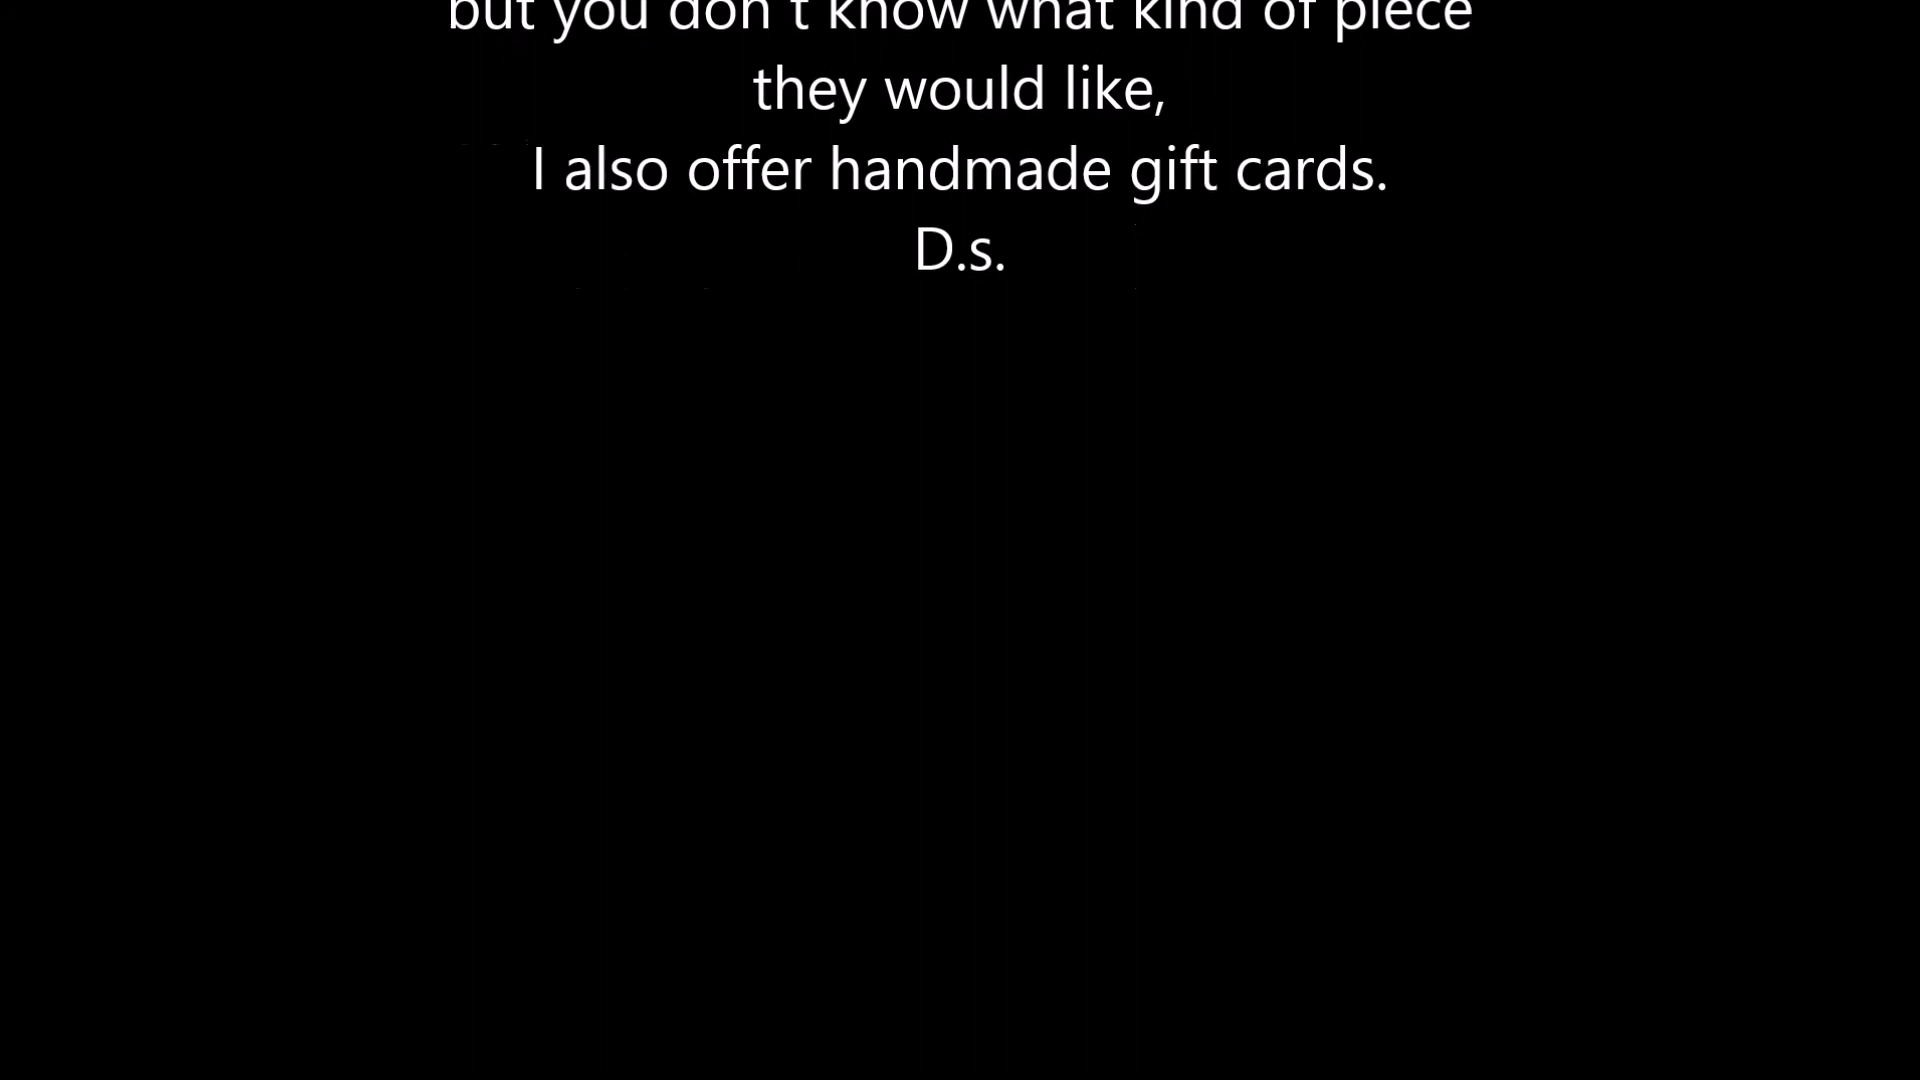 but you don't know what kind of piece
they would like,
I also offer handmade gift cards.
D.s.